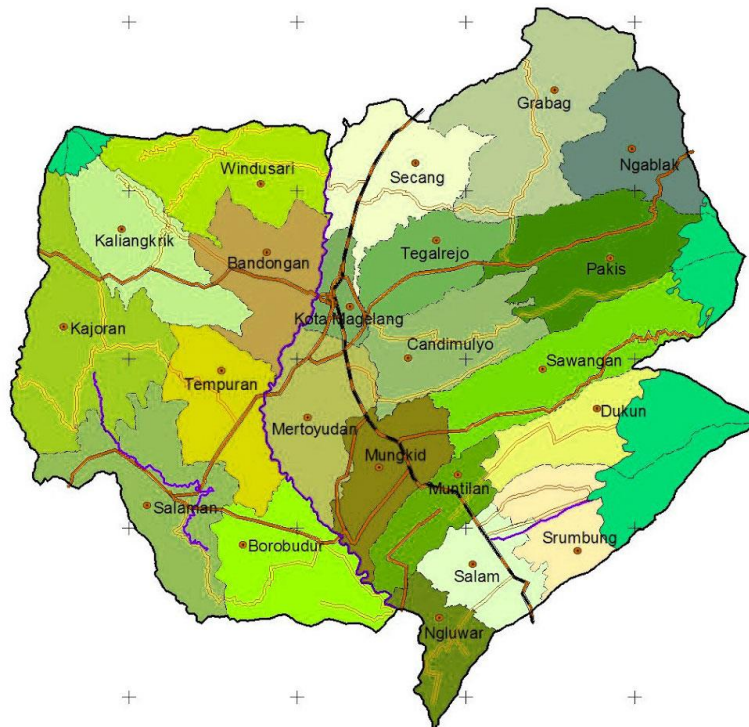 Grabag
Ngablak
Windusari
Secang
Kaliangkrik
Bandongan
Tegalrejo
Pakis
Kota Magelang
Kajoran
Candimulyo
Sawangan
Tempuran
Dukun
Mertoyudan
Mungkid
Muntilan
Salaman
Borobudur
Srumbung
Salam
Ngluwar